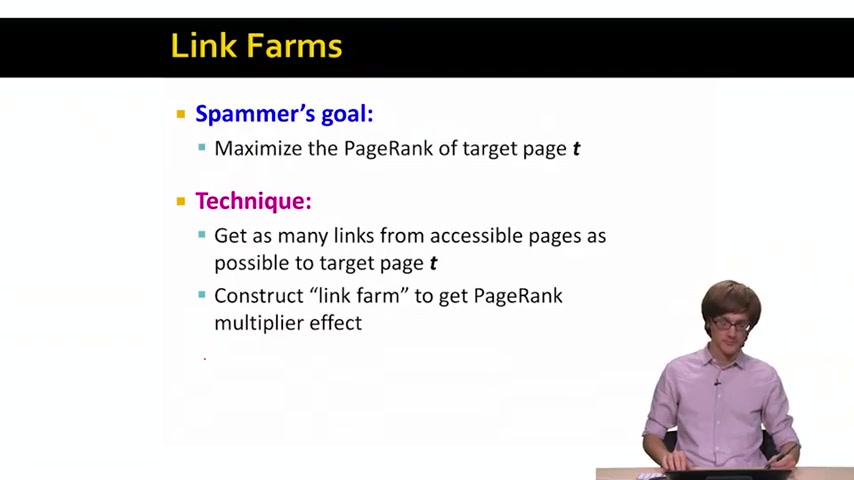 Link Farms
Spammer's goal:
Maximize the PageRank of target page t
Technique:
Get as many links from accessible pages as
possible to target page t
Construct “link farm” to get PageRank
multiplier effect